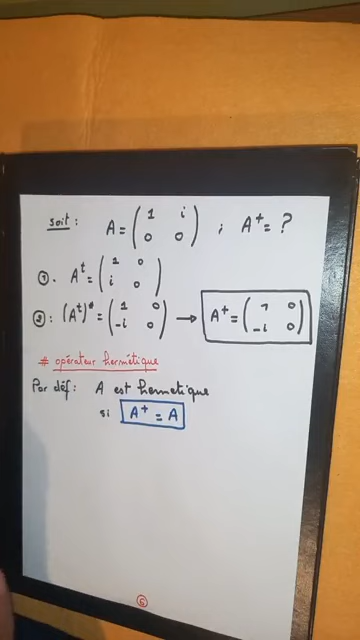 soit : A = ( 1 i ; 0 0 ) ; A⁺ = ?
①. Aᵗ = ( 1 0 ; i 0 )
②: (Aᵗ)* = ( 1 0 ; -i 0 ) → A⁺ = ( 1 0 ; -i 0 )
# opérateur hermétique
Par déf : A est hermetique
si A⁺ = A
⑤